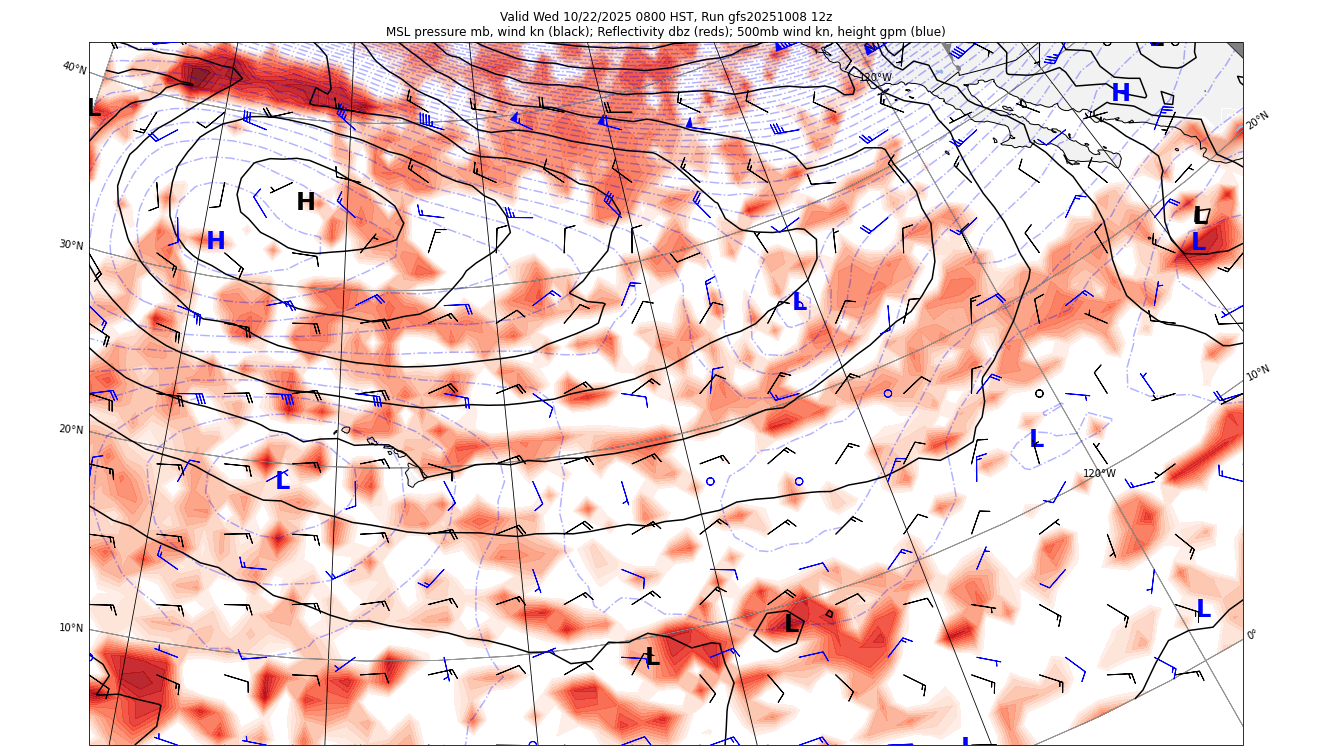 Valid Wed 10/22/2025 0800 HST, Run gfs20251008 12z
MSL pressure mb, wind kn (black); Reflectivity dbz (reds); 500mb wind kn, height gpm (blue)
40°N
120°W
H
L
20°N
H
L
H
L
30°N
L
10°N
20°N
L
120°W
L
L
10°N
L
0°
L
L